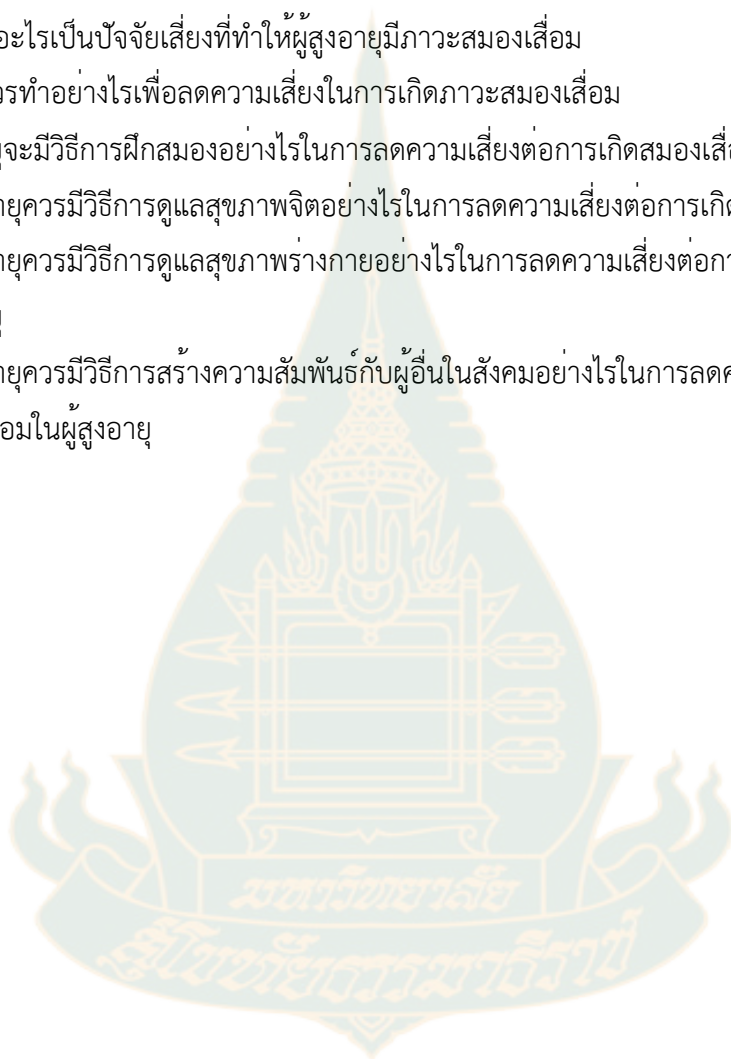 อะไรเป็นปัจจัยเสี่ยงที่ทำให้ผู้สูงอายุมีภาวะสมองเสื่อม
วรทำอย่างไรเพื่อลดความเสี่ยงในการเกิดภาวะสมองเสื่อม
จะมีวิธีการฝึกสมองอย่างไรในการลดความเสี่ยงต่อการเกิดสมองเสื่
ายุควรมีวิธีการดูแลสุขภาพจิตอย่างไรในการลดความเสี่ยงต่อการเกิด
ายุควรมีวิธีการดูแลสุขภาพร่างกายอย่างไรในการลดความเสี่ยงต่อกา
ายุควรมีวิธีการสร้างความสัมพันธ์กับผู้อื่นในสังคมอย่างไรในการลดค
อมในผู้สูงอายุ
มหาวิทยาลัย
สุโขทัยธรรมาธิราช